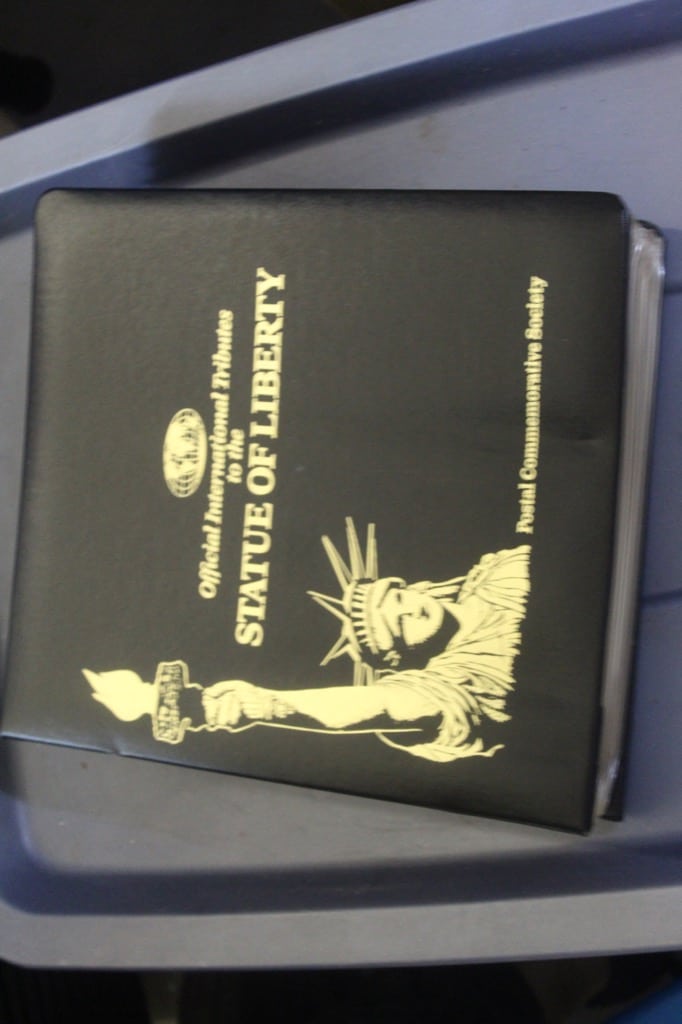 Official International Tributes
to the
STATUE OF LIBERTY
Postal Commemorative Society